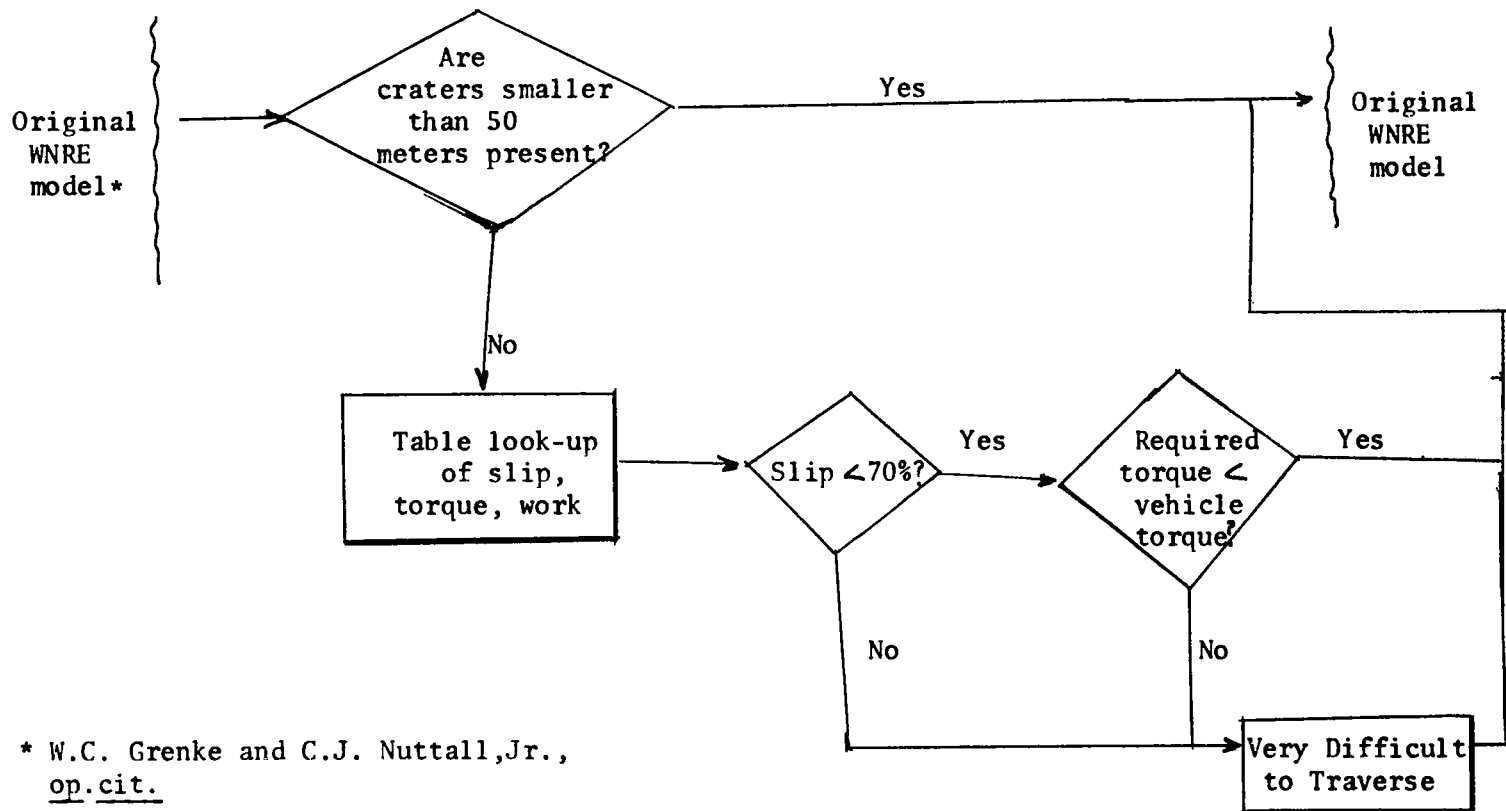 Original
WNRE
model*
Are
craters smaller
than 50
meters present?
Yes
Original
WNRE
model
No
Table look-up
of slip,
torque, work
Slip <70%?
Yes
Required
torque <
vehicle
torque?
Yes
No
No
Very Difficult
to Traverse
* W.C. Grenke and C.J. Nuttall,Jr.,
op.cit.